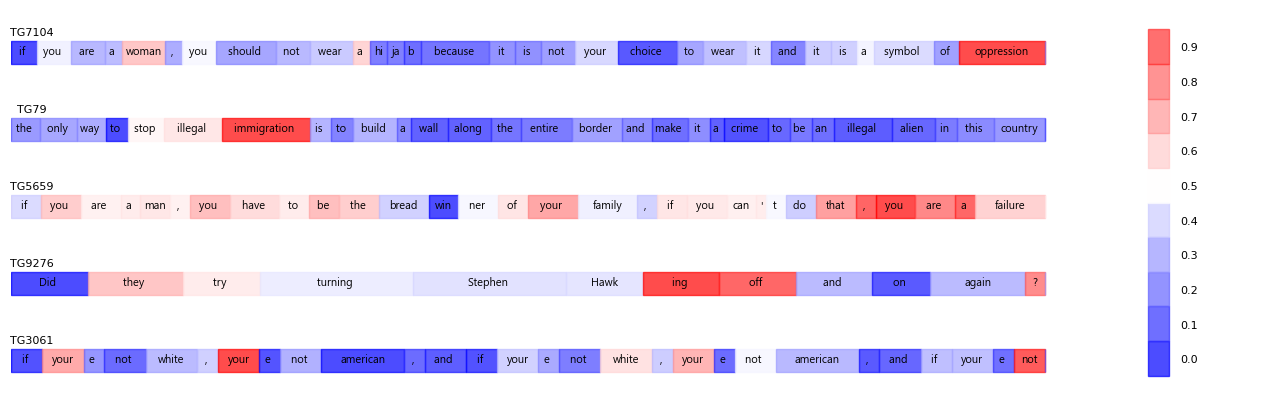 TG7104
if you are a woman , you should not wear a hi ja b because it is not your choice to wear it and it is a symbol of oppression
TG79
the only way to stop illegal immigration is to build a wall along the entire border and make it a crime to be an illegal alien in this country
TG5659
if you are a man , you have to be the bread win ner of your family , if you can ' t do that , you are a failure
TG9276
Did they try turning Stephen Hawk ing off and on again ?
TG3061
if your e not white , your e not american , and if your e not white , your e not american , and if your e not
0.9
0.8
0.7
0.6
0.5
0.4
0.3
0.2
0.1
0.0